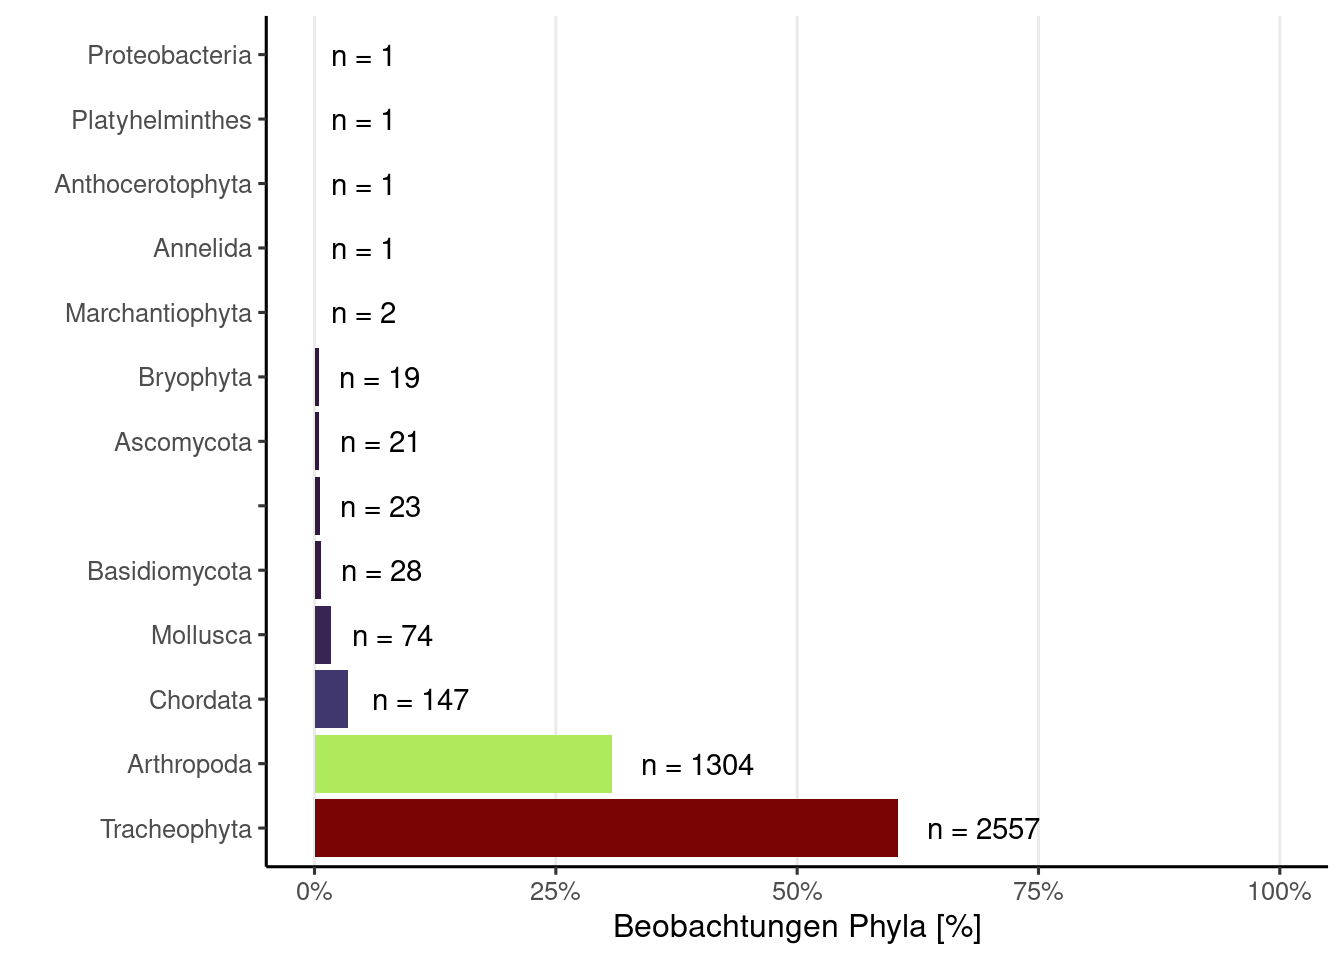 Proteobacteria n = 1
Platyhelminthes n = 1
Anthocerotophyta n = 1
Annelida n = 1
Marchantiophyta n = 2
Bryophyta n = 19
Ascomycota n = 21
n = 23
Basidiomycota n = 28
Mollusca n = 74
Chordata n = 147
Arthropoda n = 1304
Tracheophyta n = 2557
0% 25% 50% 75% 100%
Beobachtungen Phyla [%]